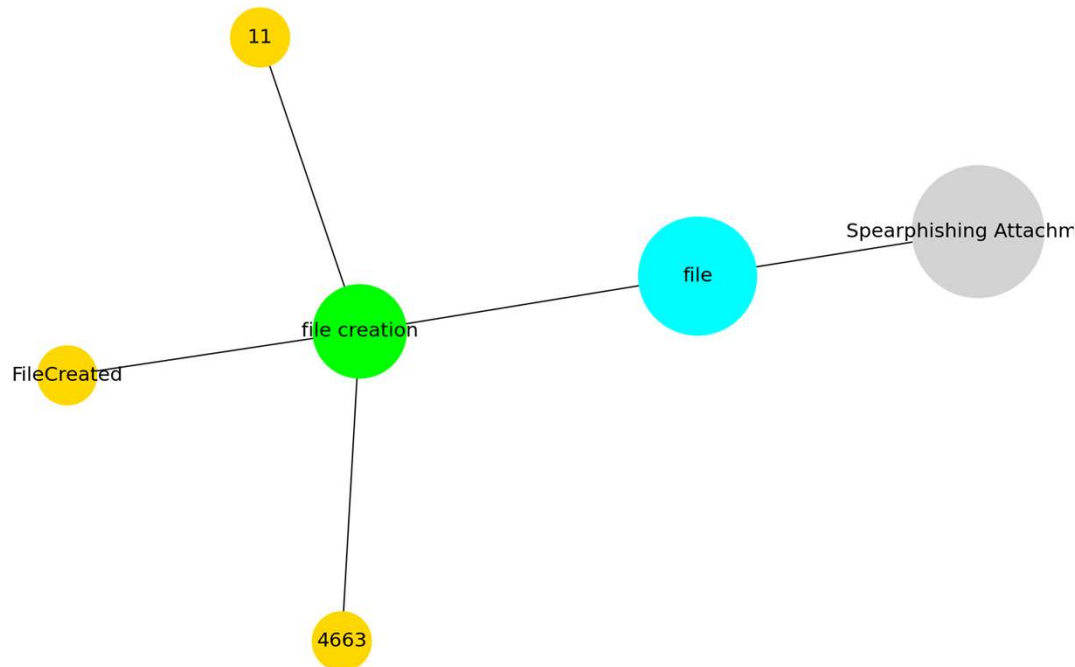 11
Spearphishing Attachm
file
file creation
FileCreated
4663